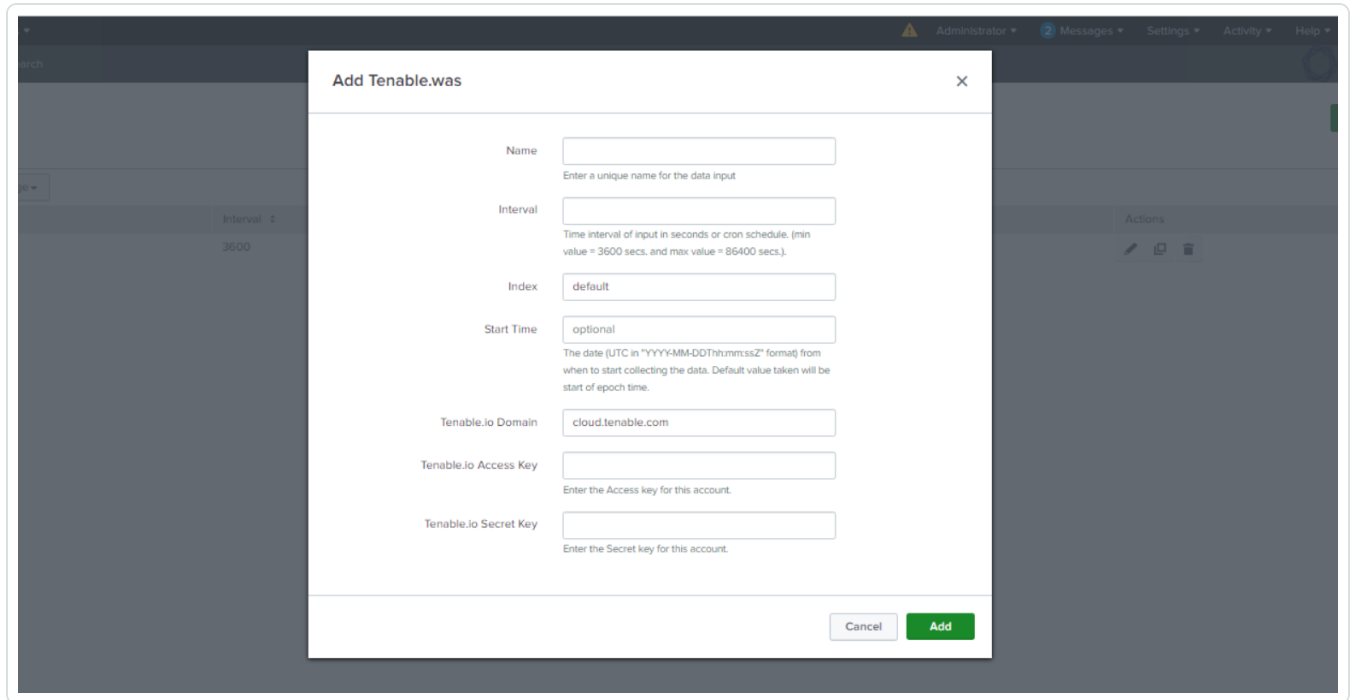 Administrator
2 Messages
Settings
Activity
Help
arch
Add Tenable.was
Name
Enter a unique name for the data input
Interval
Time interval of input in seconds or cron schedule. (min
value = 3600 secs. and max value = 86400 secs.).
Index
default
Start Time
optional
The date (UTC in "YYYY-MM-DDThh:mm:ssZ" format) from
when to start collecting the data. Default value taken will be
start of epoch time.
Tenable.io Domain
cloud.tenable.com
Tenable.io Access Key
Enter the Access key for this account.
Tenable.io Secret Key
Enter the Secret key for this account.
Cancel
Add
Interval
Actions
3600